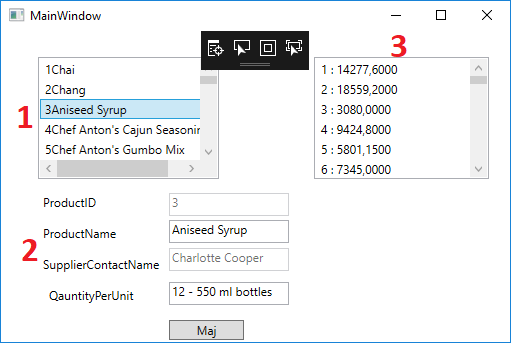 MainWindow
3
1Chai
2Chang
3Aniseed Syrup
4Chef Anton's Cajun Seasonin
5Chef Anton's Gumbo Mix
1
1 : 14277,6000
2 : 18559,2000
3 : 3080,0000
4 : 9424,8000
5 : 5801,1500
6 : 7345,0000
ProductID 3
ProductName Aniseed Syrup
2
SupplierContactName Charlotte Cooper
QauntityPerUnit 12 - 550 ml bottles
Maj